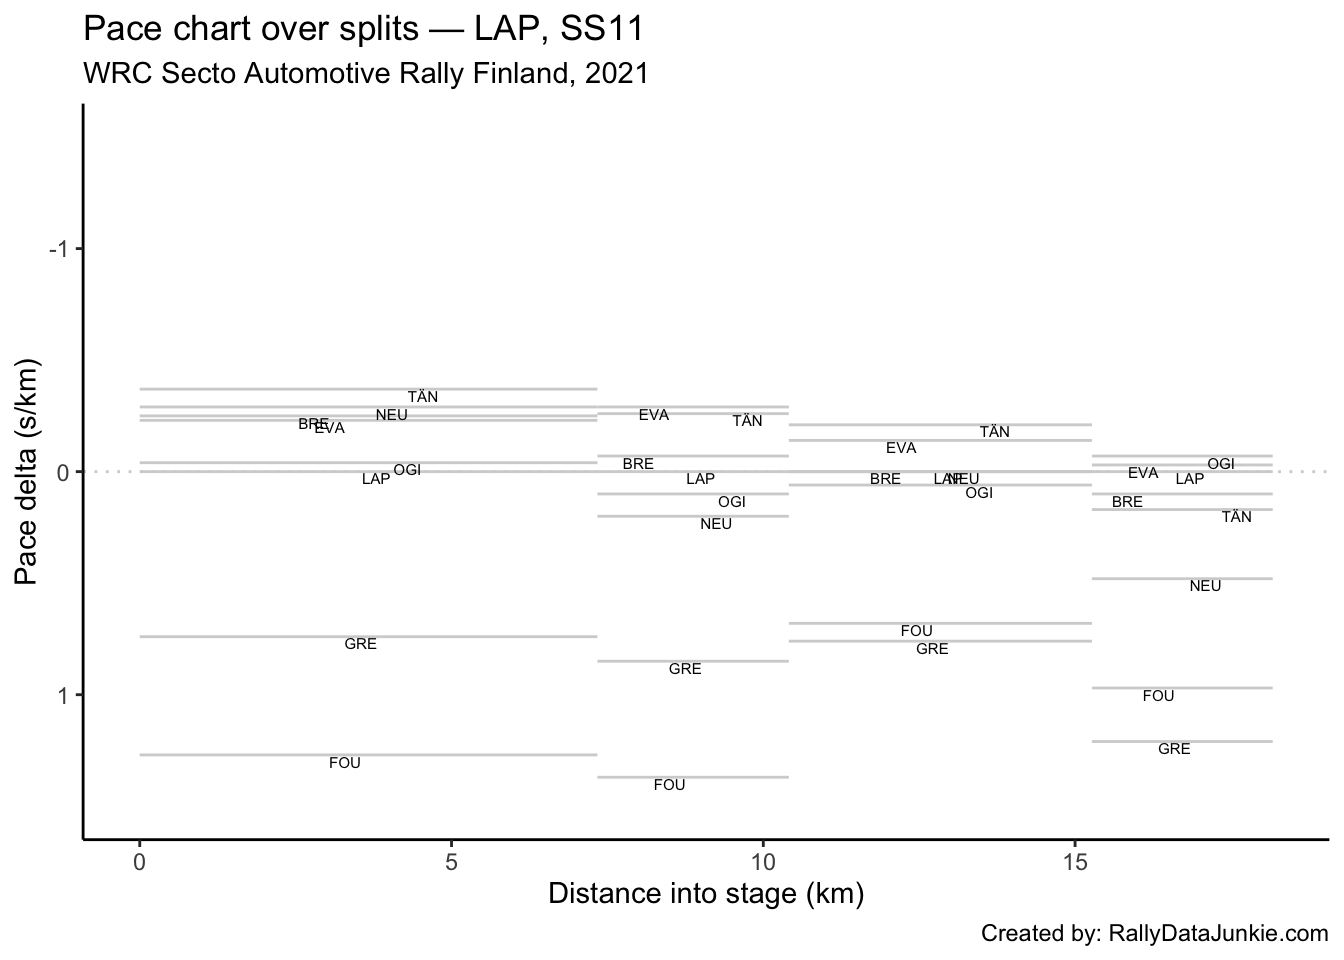 Pace chart over splits — LAP, SS11
WRC Secto Automotive Rally Finland, 2021
Pace delta (s/km)
-1
0
1
TÄN
NEU
BRE
EVA
OGI
LAP
GRE
FOU
EVA
TÄN
BRE
LAP
OGI
NEU
GRE
FOU
TÄN
EVA
BRE
LAP
NEU
OGI
FOU
GRE
OGI
EVA
LAP
BRE
TÄN
NEU
FOU
GRE
0 5 10 15
Distance into stage (km)
Created by: RallyDataJunkie.com